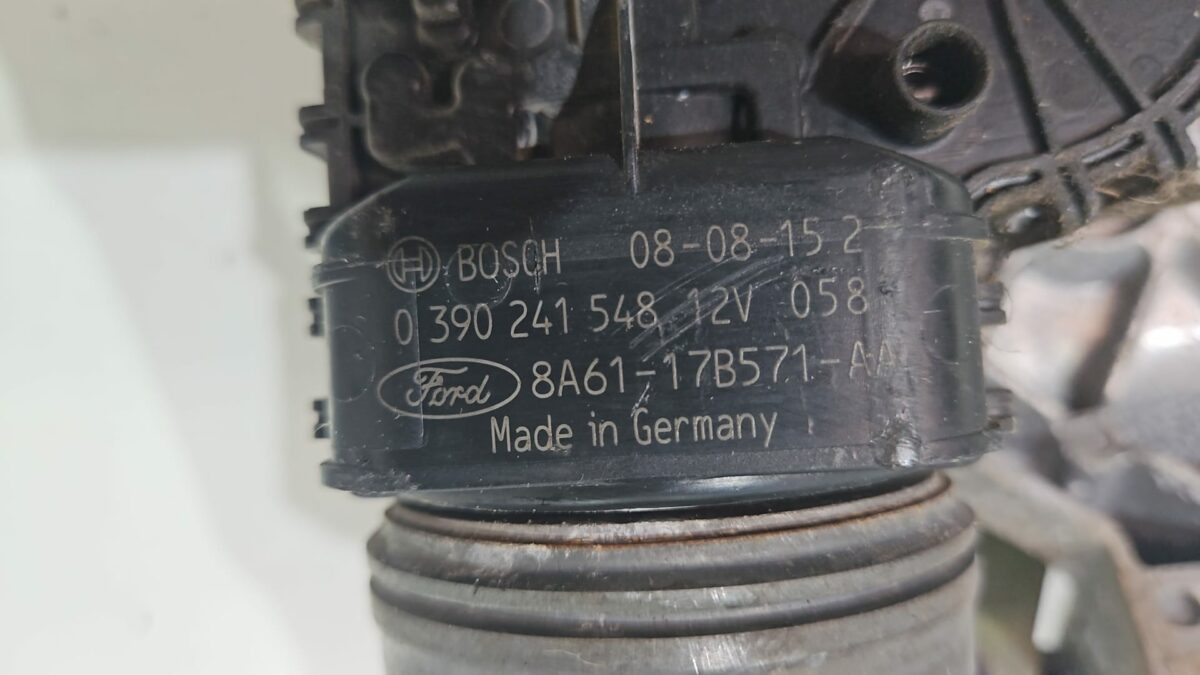 BOSCH 08-08-15 2
0 390 241 548 12V 058
Ford 8A61-17B571-AA
Made in Germany